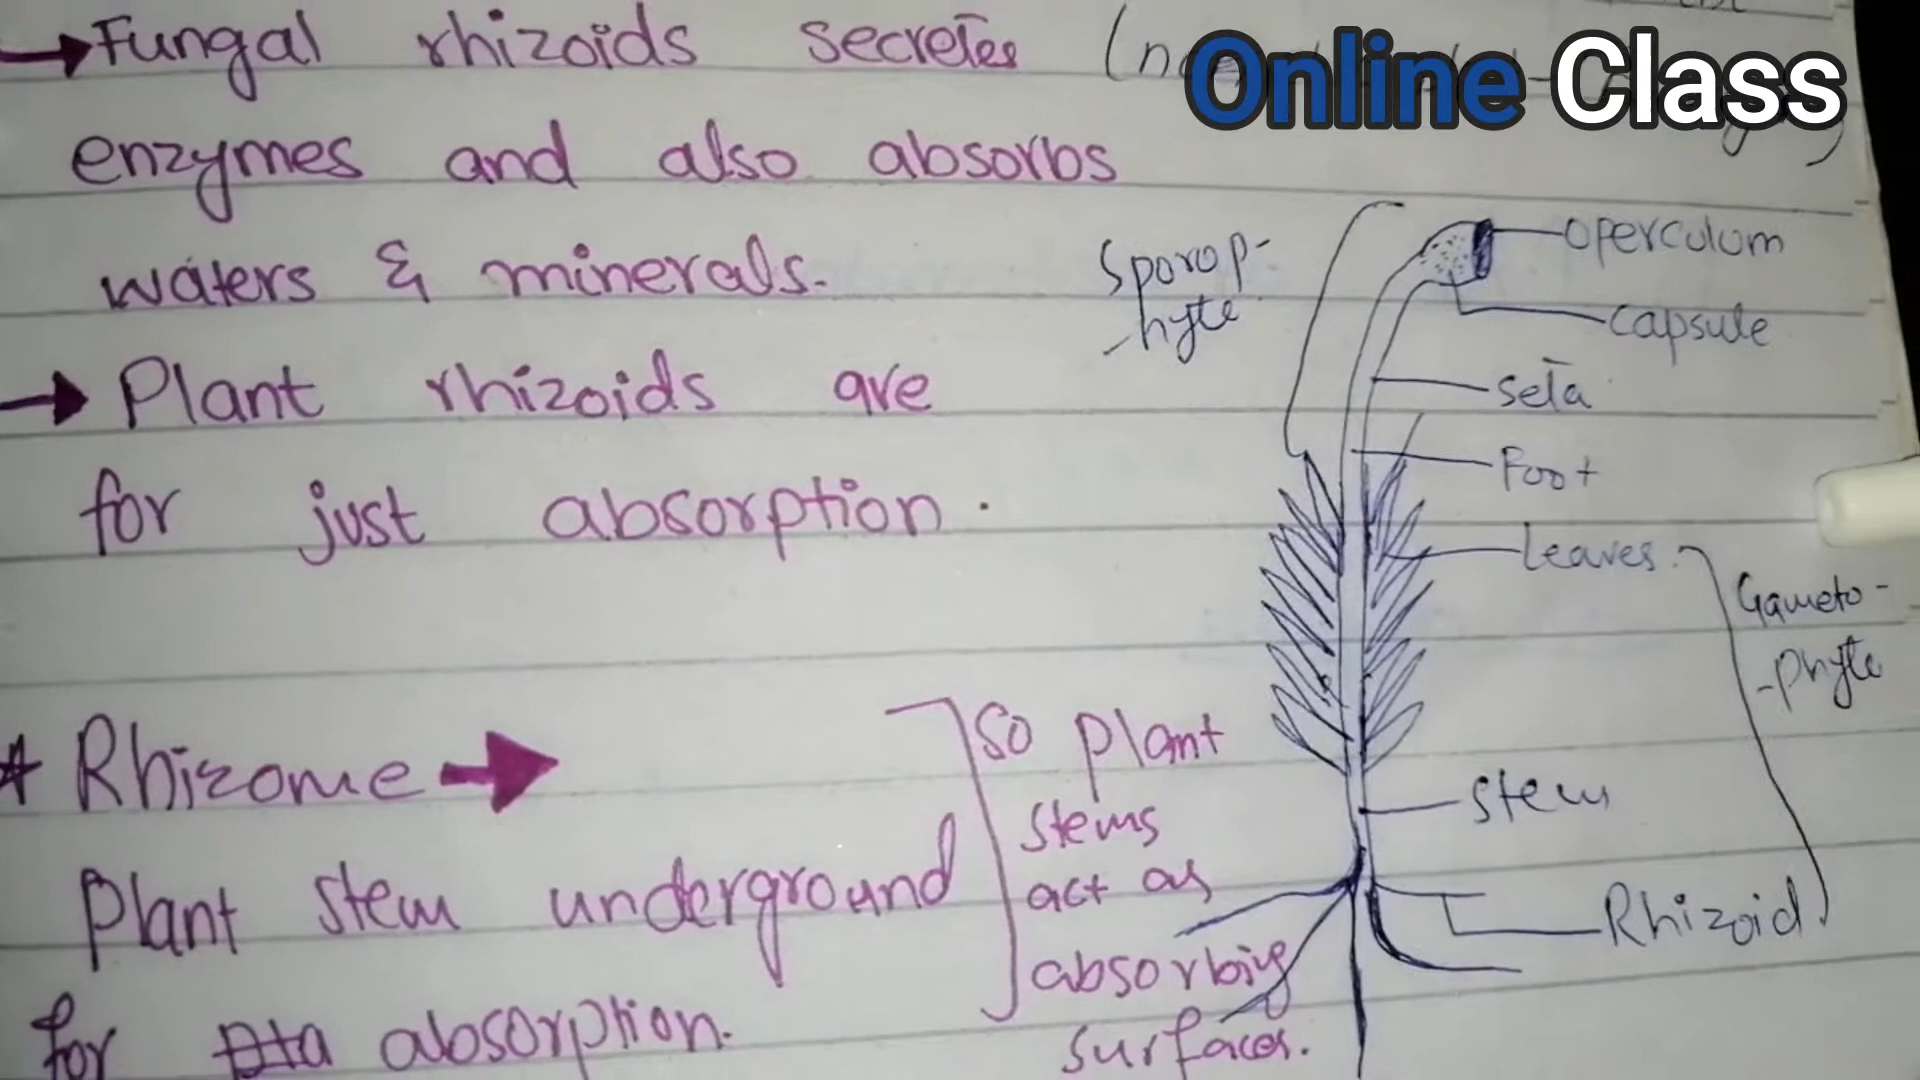 → Fungal rhizoids secretes
enzymes and also absorbs
waters & minerals.
→ Plant rhizoids are
for just absorption.
* Rhizome →
Plant stem underground
for absorption.
So plant
stems
act as
absorbing
surfaces.
Online Class
Sporop-
-hyte
operculum
capsule
seta
Foot
leaves
Gameto-
-phyte
stem
Rhizoid